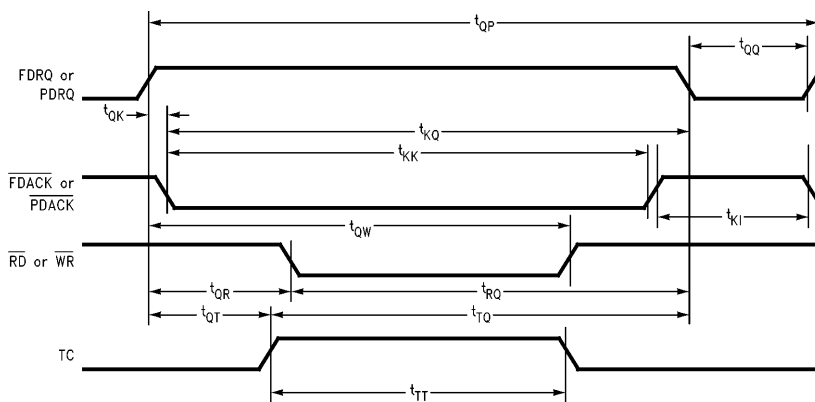 tQP
FDRQ or
PDRQ
tQQ
tQK
tKQ
tKK
FDACK or
PDACK
tQW
tKI
RD or WR
tQR
tRQ
tQT
tTQ
TC
tTT